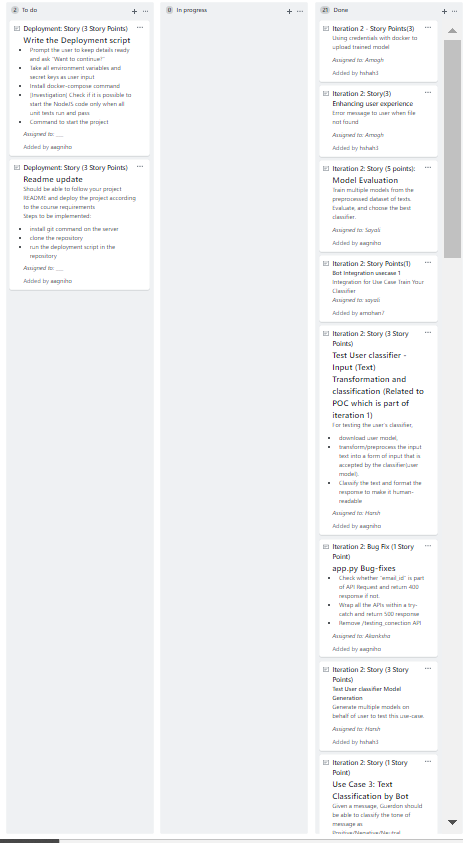 2 To do + ...
Deployment: Story (3 Story Points) ...
Write the Deployment script
Prompt the user to keep details ready
and ask "Want to continue?"
Take all environment variables and
secret keys as user input
Install docker-compose command
(Investigation) Check if it is possible to
start the NodeJS code only when all
unit tests run and pass
Command to start the project
Assigned to: __
Added by aagniho
Deployment: Story (3 Story Points) ...
Readme update
Should be able to follow your project
README and deploy the project according
to the course requirements
Steps to be implemented:
install git command on the server
clone the repository
run the deployment script in the
repository
Assigned to: __
Added by aagniho
0 In progress + ...
21 Done + ...
Iteration 2 - Story Points(3) ...
Using credentials with docker to
upload trained model
Assigned to: Amogh
Added by hshah3
Iteration 2: Story(3) ...
Enhancing user experience
Error message to user when file
not found
Assigned to: Amogh
Added by hshah3
Iteration 2: Story (5 points): ...
Model Evaluation
Train multiple models from the
preprocessed dataset of texts.
Evaluate, and choose the best
classifier.
Assigned to: Sayali
Added by aagniho
Iteration 2: Story Points(1) ...
Bot Integration usecase 1
Integration for Use Case Train Your
Classifier
Assigned to: sayali
Added by amohan7
Iteration 2: Story (3 Story ...
Points)
Test User classifier -
Input (Text)
Transformation and
classification (Related to
POC which is part of
iteration 1)
For testing the user's classifier,
download user model,
transform/preprocess the input
text into a form of input that is
accepted by the classifier(user
model).
Classify the text and format the
response to make it human-
readable
Assigned to: Harsh
Added by aagniho
Iteration 2: Bug Fix (1 Story ...
Point)
app.py Bug-fixes
Check whether "email_id" is part
of API Request and return 400
response if not.
Wrap all the APIs within a try-
catch and return 500 response
Remove /testing_conection API
Assigned to: Akanksha
Added by aagniho
Iteration 2: Story (3 Story ...
Points)
Test User classifier Model
Generation
Generate multiple models on
behalf of user to test this use-case.
Assigned to: Harsh
Added by hshah3
Iteration 2: Story (1 Story ...
Point)
Use Case 3: Text
Classification by Bot
Given a message, Guerdon should
be able to classify the tone of
message as
Positive/Negative/Neutral